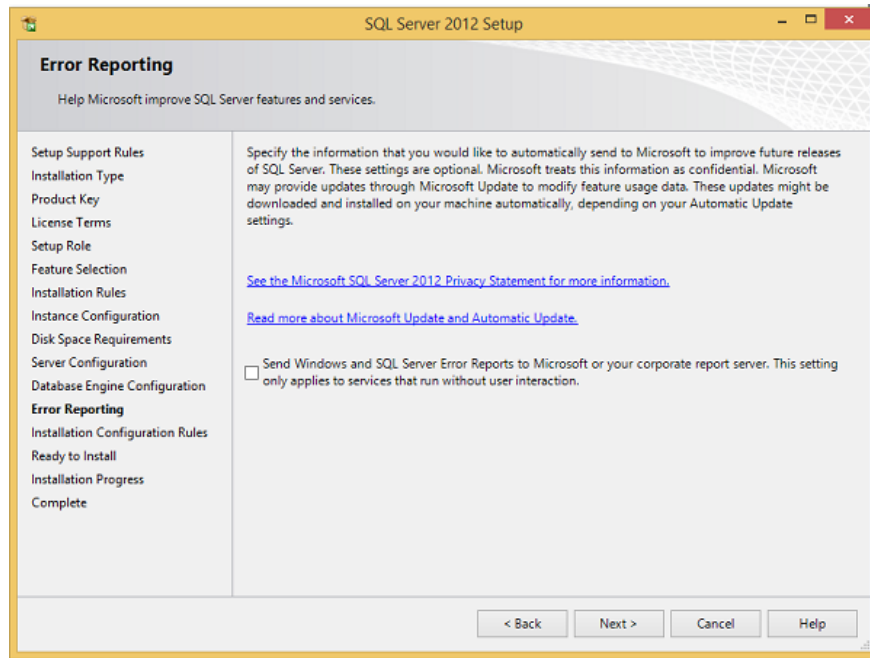 SQL Server 2012 Setup
Error Reporting
Help Microsoft improve SQL Server features and services.
Setup Support Rules
Installation Type
Product Key
License Terms
Setup Role
Feature Selection
Installation Rules
Instance Configuration
Disk Space Requirements
Server Configuration
Database Engine Configuration
Error Reporting
Installation Configuration Rules
Ready to Install
Installation Progress
Complete
Specify the information that you would like to automatically send to Microsoft to improve future releases
of SQL Server. These settings are optional. Microsoft treats this information as confidential. Microsoft
may provide updates through Microsoft Update to modify feature usage data. These updates might be
downloaded and installed on your machine automatically, depending on your Automatic Update
settings.
See the Microsoft SQL Server 2012 Privacy Statement for more information.
Read more about Microsoft Update and Automatic Update.
Send Windows and SQL Server Error Reports to Microsoft or your corporate report server. This setting
only applies to services that run without user interaction.
< Back
Next >
Cancel
Help